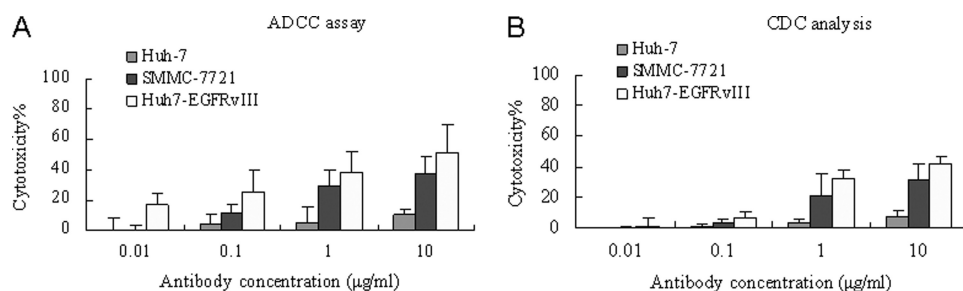 A
ADCC assay
Huh-7
SMMC-7721
Huh7-EGFRvIII
Cytotoxicity%
100
80
60
40
20
0
0.01 0.1 1 10
Antibody concentration (μg/ml)
B
CDC analysis
Huh-7
SMMC-7721
Huh7-EGFRvIII
Cytotoxicity%
100
80
60
40
20
0
0.01 0.1 1 10
Antibody concentration (μg/ml)